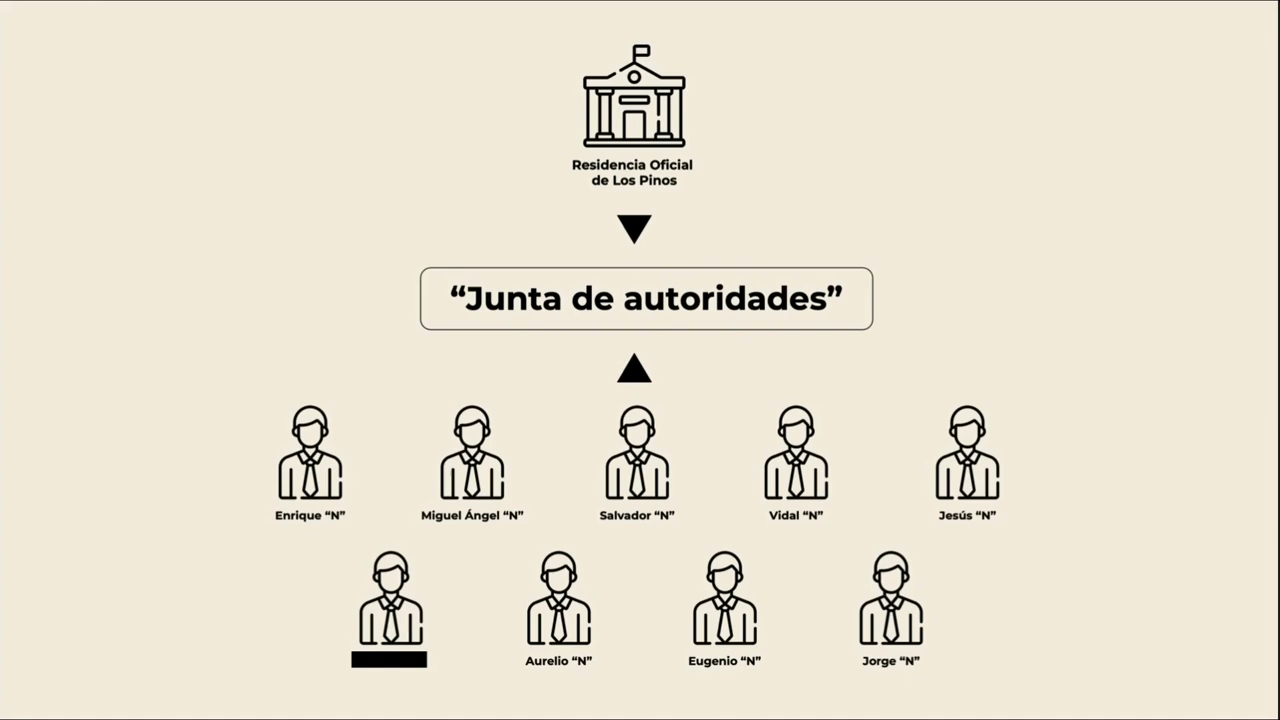 Residencia Oficial
de Los Pinos
“Junta de autoridades”
Enrique “N”
Miguel Ángel “N”
Salvador “N”
Vidal “N”
Jesús “N”
Aurelio “N”
Eugenio “N”
Jorge “N”